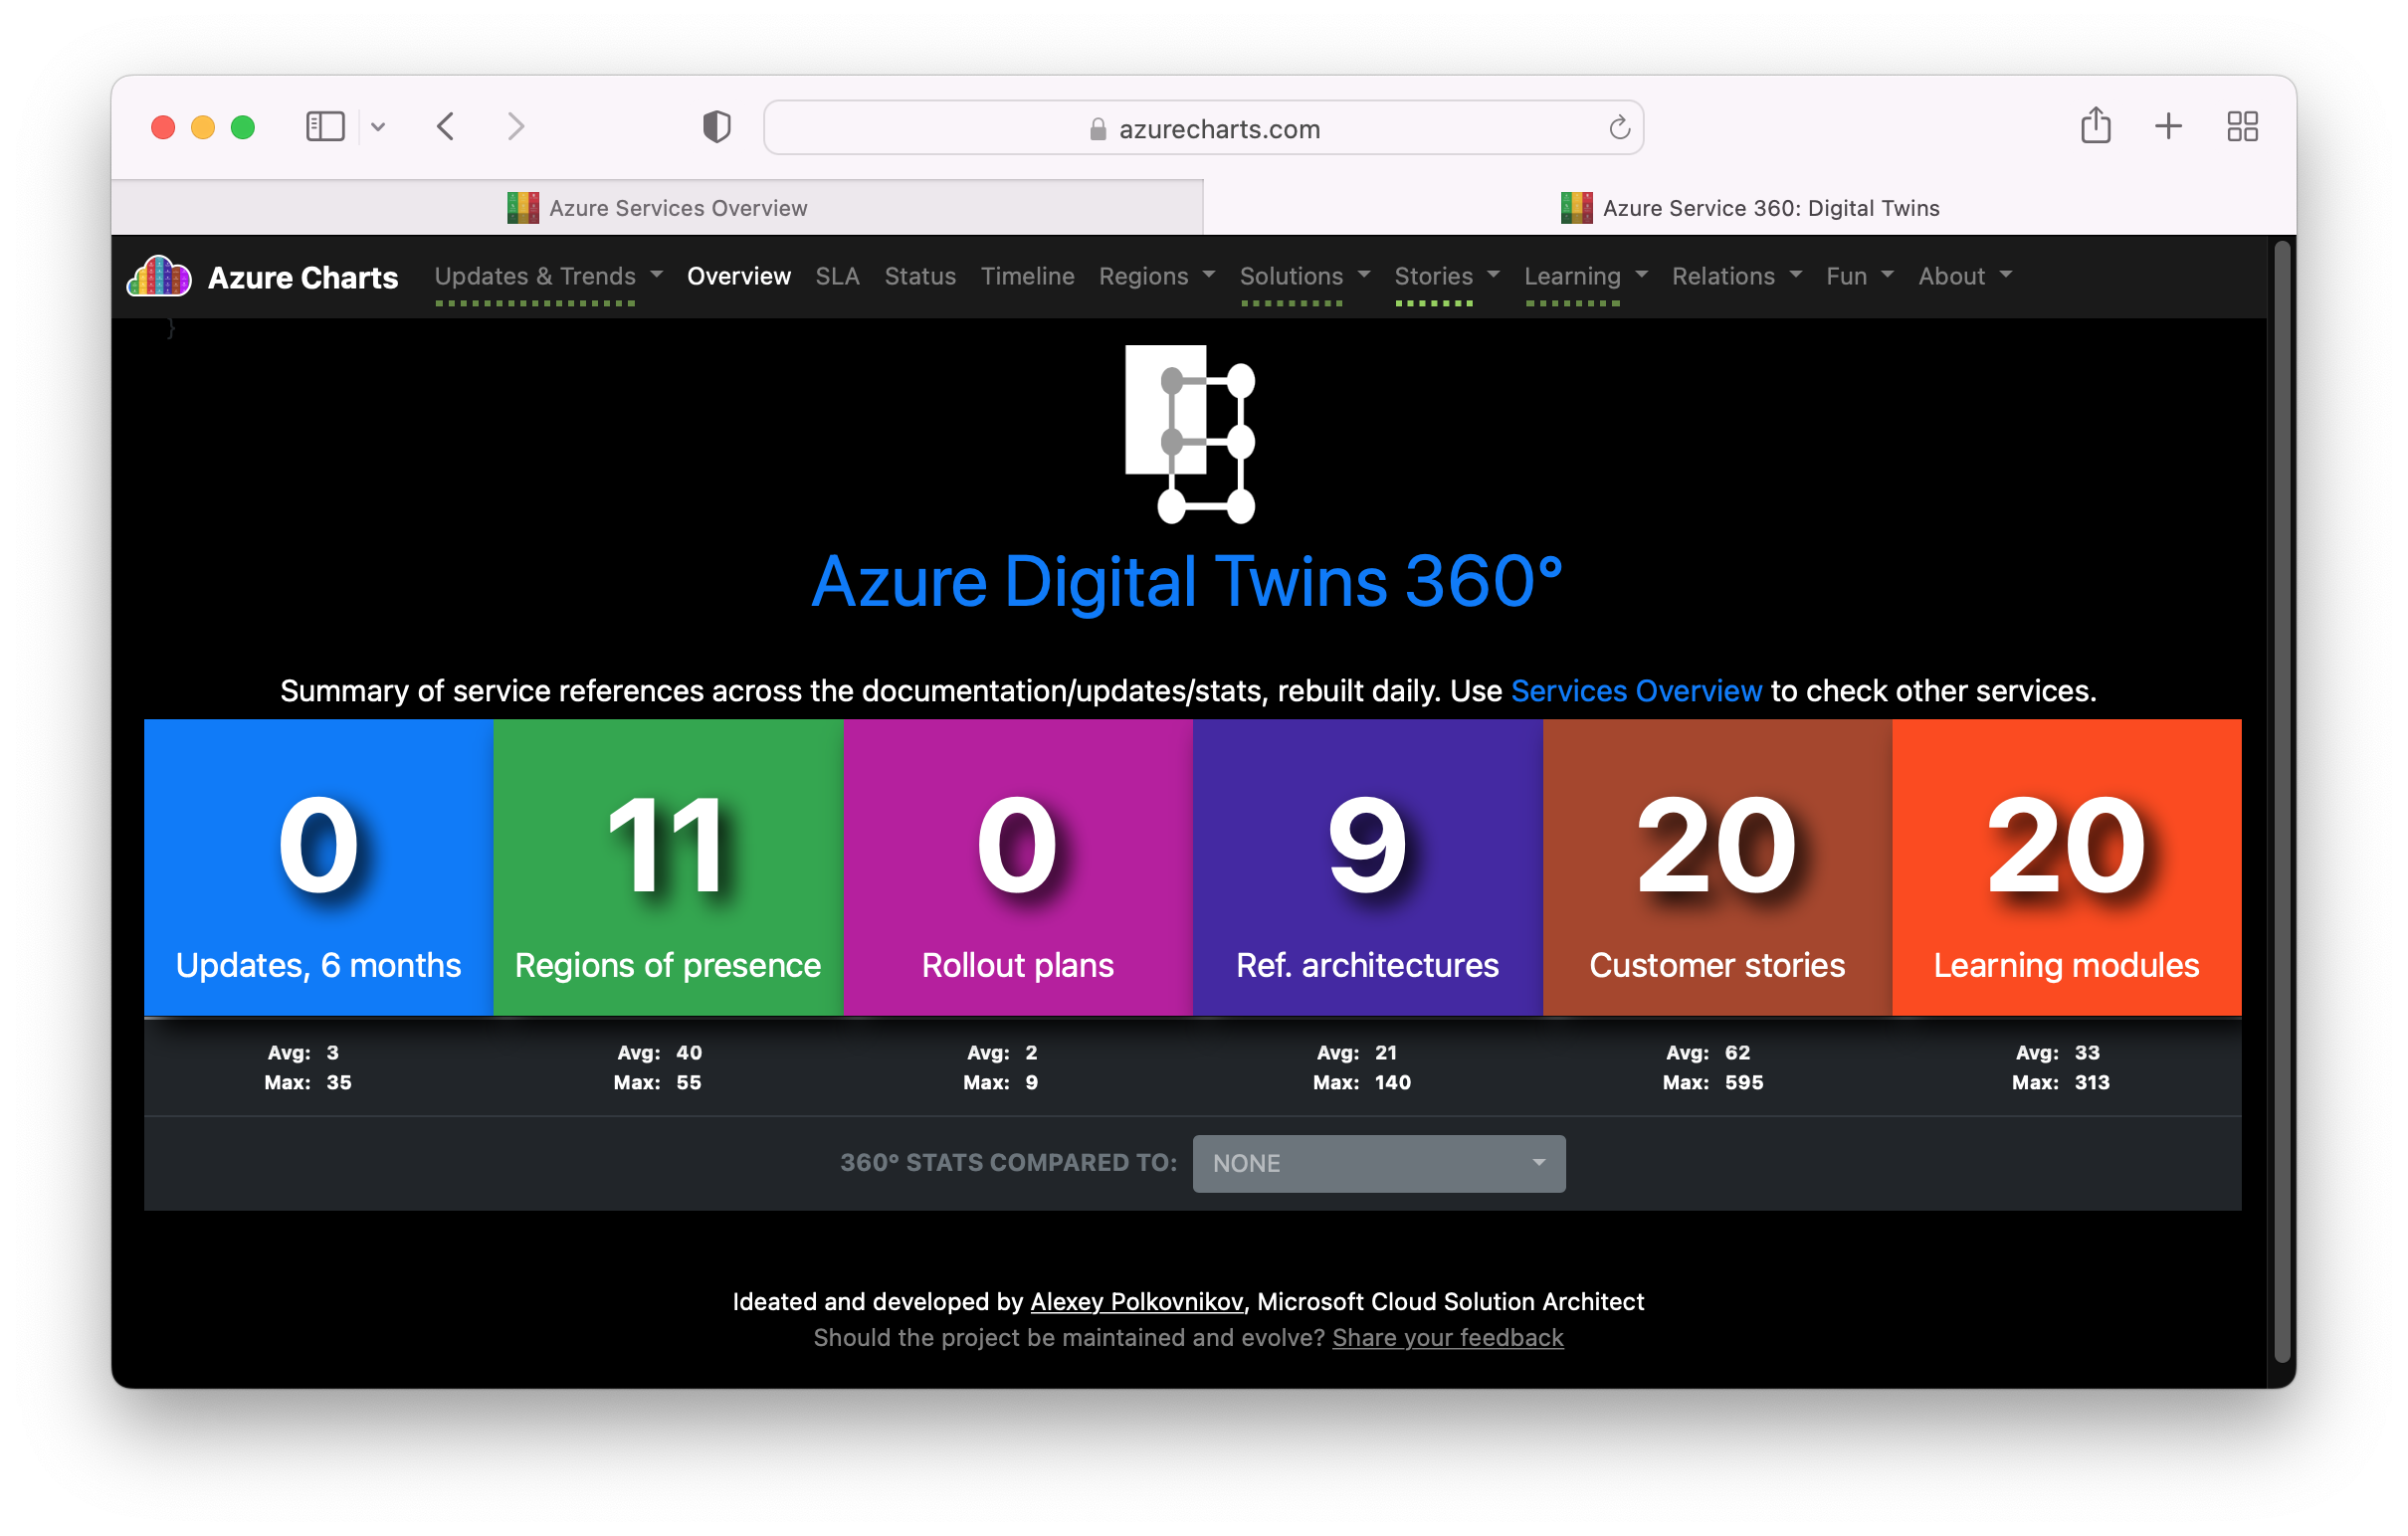 azurecharts.com
Azure Services Overview
Azure Service 360: Digital Twins
Azure Charts Updates & Trends Overview SLA Status Timeline Regions Solutions Stories Learning Relations Fun About
}
Azure Digital Twins 360°
Summary of service references across the documentation/updates/stats, rebuilt daily. Use Services Overview to check other services.
0 11 0 9 20 20
Updates, 6 months Regions of presence Rollout plans Ref. architectures Customer stories Learning modules
Avg: 3 Avg: 40 Avg: 2 Avg: 21 Avg: 62 Avg: 33
Max: 35 Max: 55 Max: 9 Max: 140 Max: 595 Max: 313
360° STATS COMPARED TO: NONE
Ideated and developed by Alexey Polkovnikov, Microsoft Cloud Solution Architect
Should the project be maintained and evolve? Share your feedback